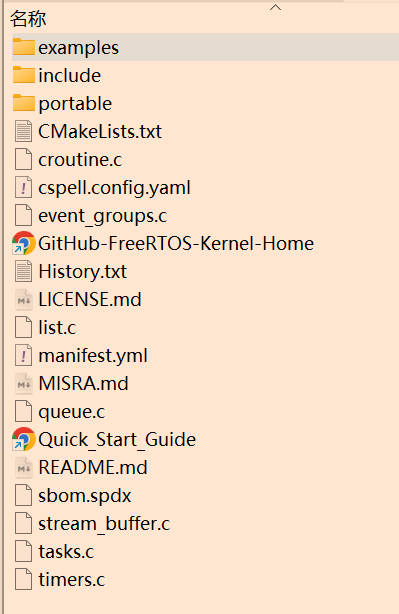 名称
examples
include
portable
CMakeLists.txt
croutine.c
cspell.config.yaml
event_groups.c
GitHub-FreeRTOS-Kernel-Home
History.txt
LICENSE.md
list.c
manifest.yml
MISRA.md
queue.c
Quick_Start_Guide
README.md
sbom.spdx
stream_buffer.c
tasks.c
timers.c